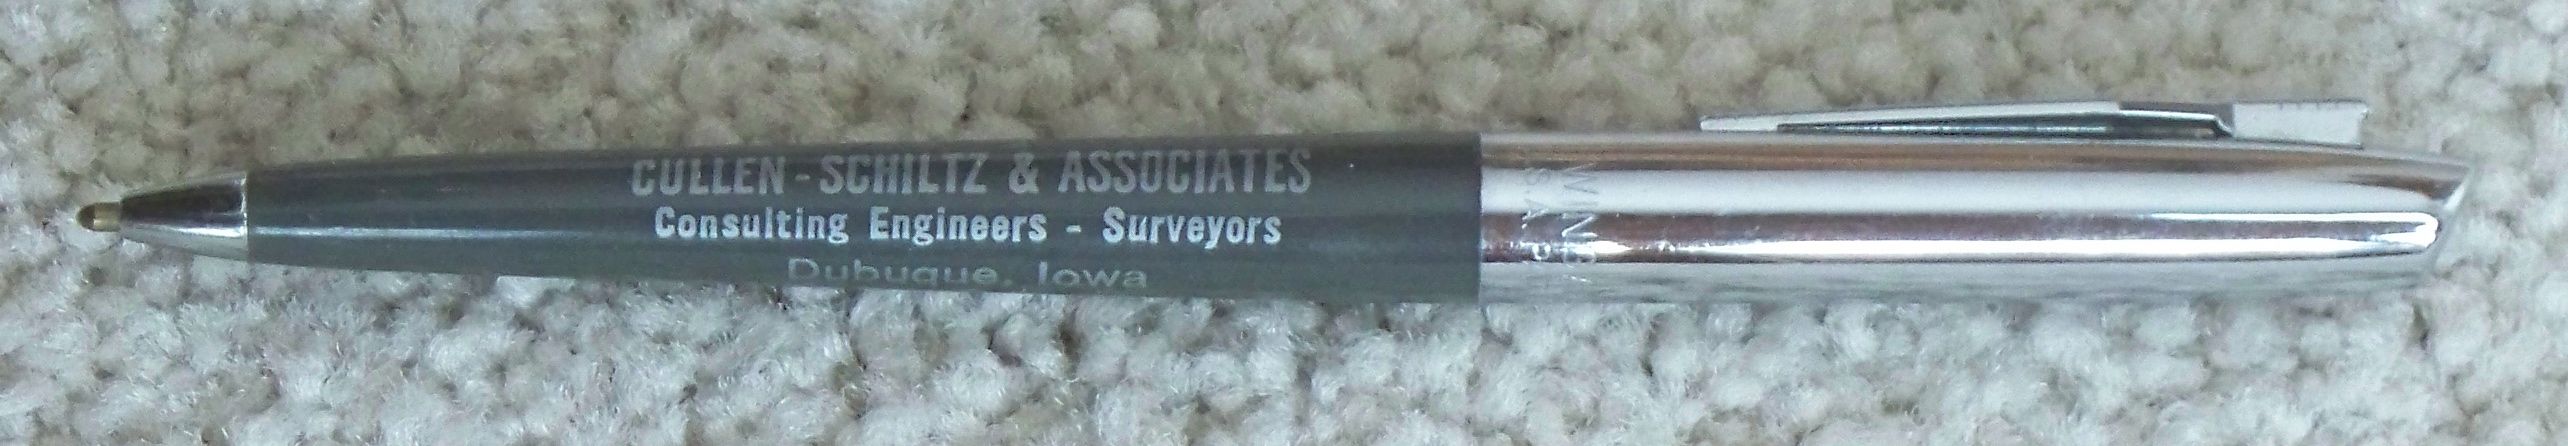 CULLEN-SCHILTZ & ASSOCIATES
Consulting Engineers - Surveyors
Dubuque, Iowa